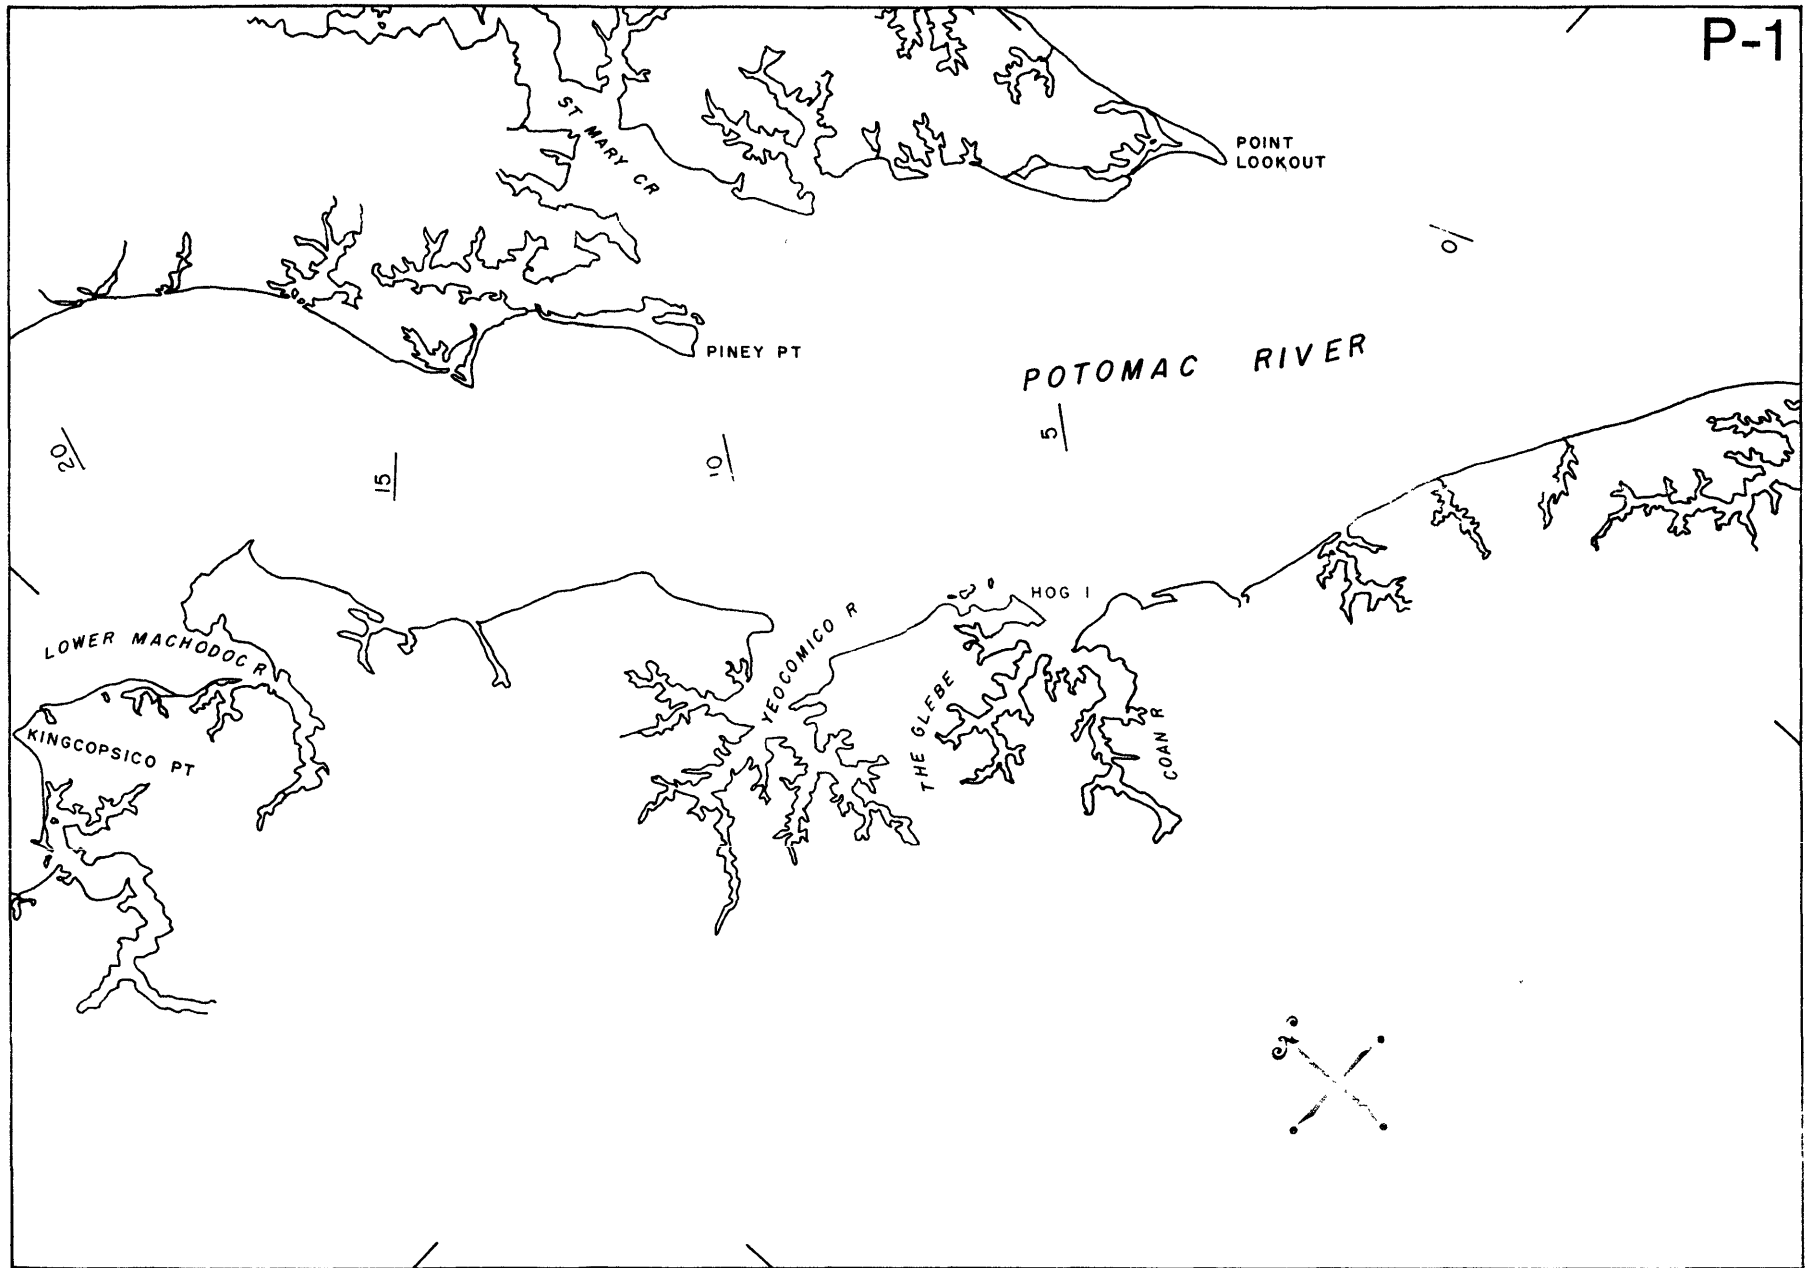 P-1
ST MARY CR
POINT
LOOKOUT
0
PINEY PT
POTOMAC RIVER
20
15
10
5
HOG I
LOWER MACHODOC R
YEOCOMICO R
THE GLEBE
COAN R
KINGCOPSICO PT